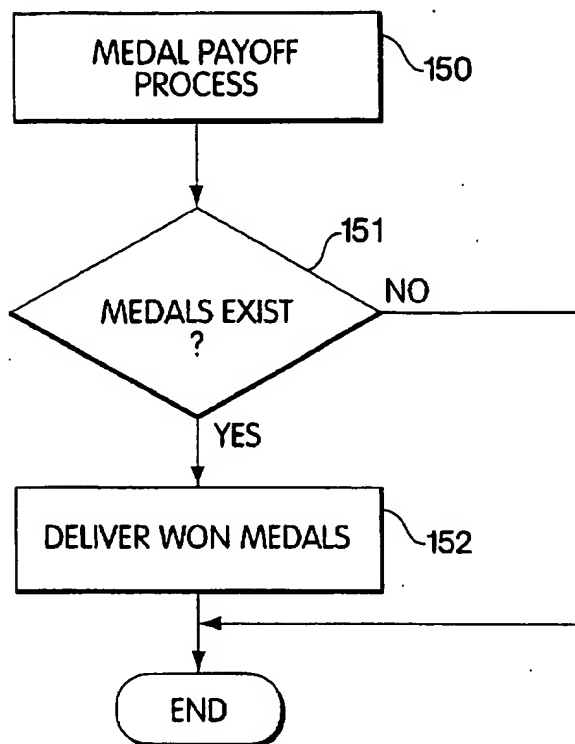 MEDAL PAYOFF
PROCESS
150
151
MEDALS EXIST
?
NO
YES
DELIVER WON MEDALS
152
END